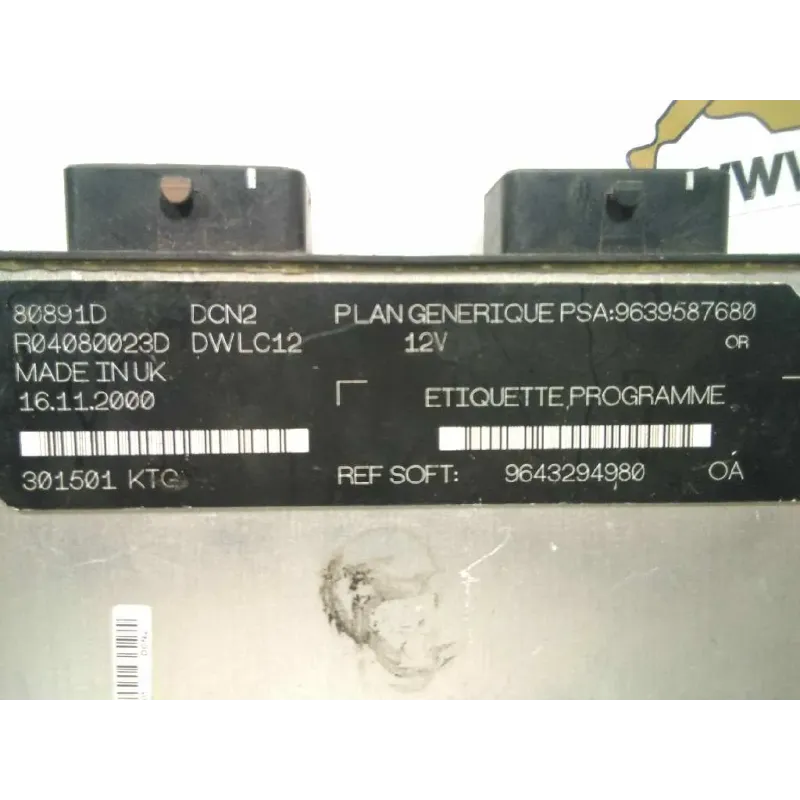 WWW
80891D DCN2 PLAN GENERIQUE PSA:9639587680
R04080023D DWLC12 12V OR
MADE IN UK
16.11.2000 ETIQUETTE PROGRAMME
301501 KTG REF SOFT: 9643294980 OA